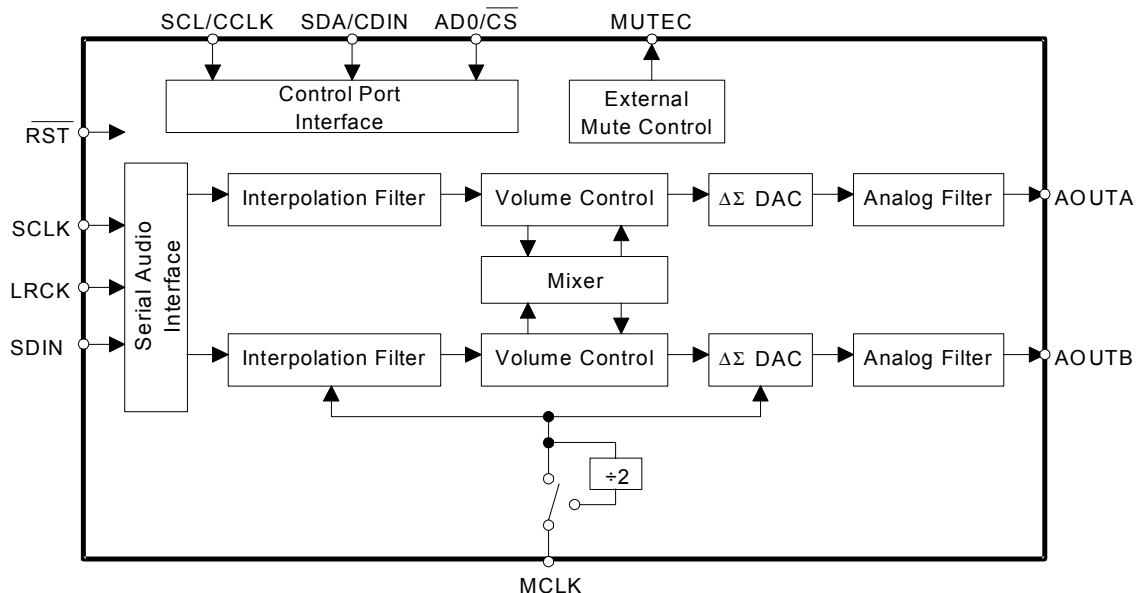 SCL/CCLK SDA/CDIN AD0/CS MUTEC
Control Port
Interface
External
Mute Control
RST
SCLK
LRCK
SDIN
Serial Audio
Interface
Interpolation Filter
Volume Control
ΔΣ DAC
Analog Filter
AOUTA
Mixer
Interpolation Filter
Volume Control
ΔΣ DAC
Analog Filter
AOUTB
÷2
MCLK